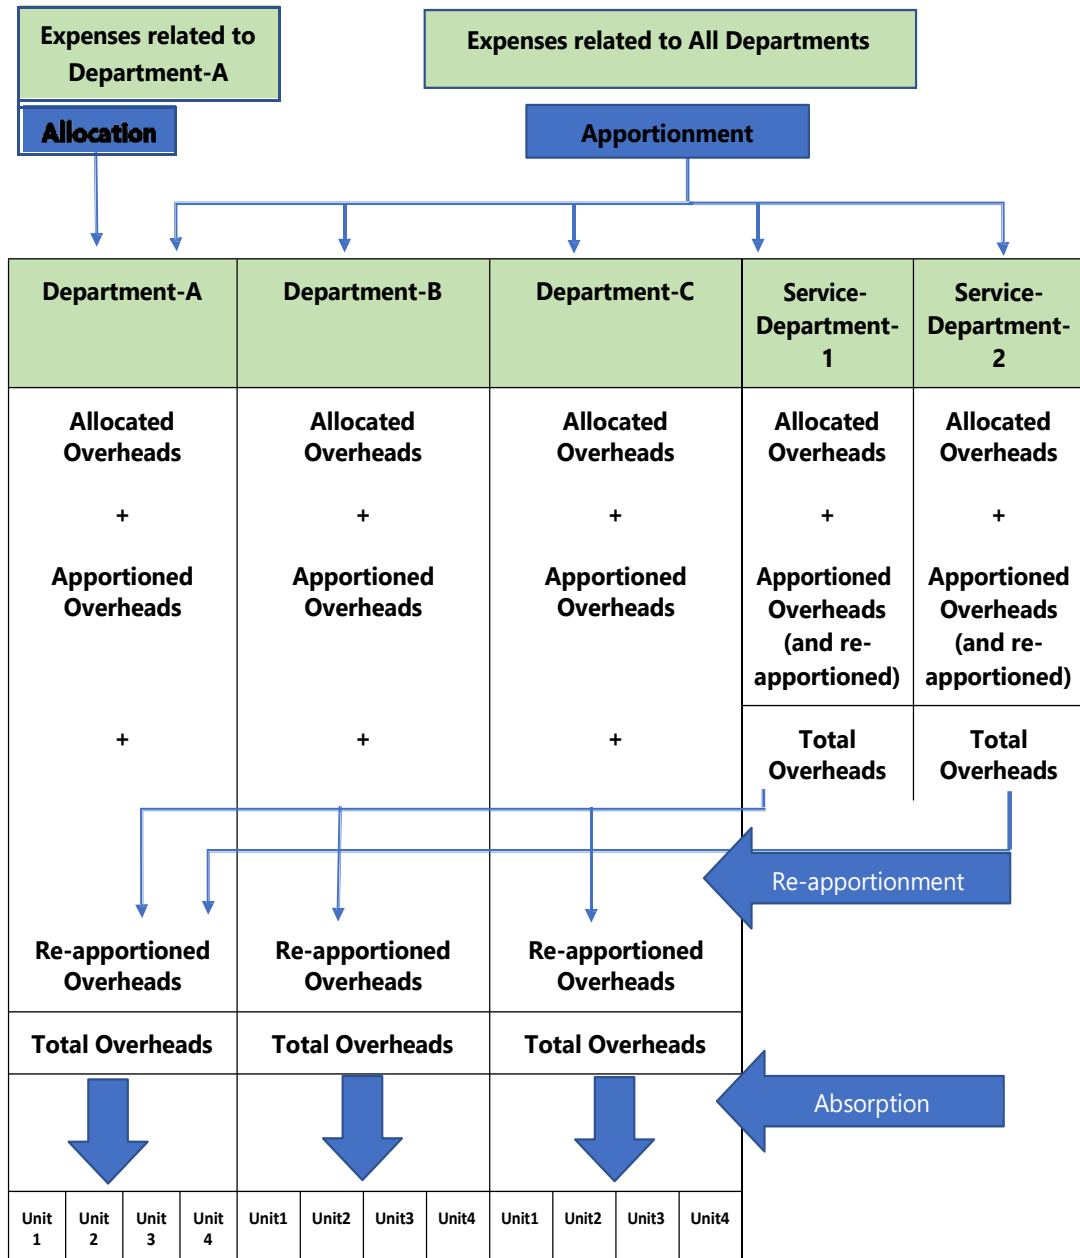 Expenses related to
Department-A
Expenses related to All Departments
Allocation
Apportionment
Department-A
Department-B
Department-C
Service-
Department-
1
Service-
Department-
2
Allocated
Overheads
Allocated
Overheads
Allocated
Overheads
Allocated
Overheads
Allocated
Overheads
+
+
+
+
+
Apportioned
Overheads
Apportioned
Overheads
Apportioned
Overheads
Apportioned
Overheads
(and re-
apportioned)
Apportioned
Overheads
(and re-
apportioned)
+
+
+
Total
Overheads
Total
Overheads
Re-apportionment
Re-apportioned
Overheads
Re-apportioned
Overheads
Re-apportioned
Overheads
Total Overheads
Total Overheads
Total Overheads
Absorption
Unit
1
Unit
2
Unit
3
Unit
4
Unit1
Unit2
Unit3
Unit4
Unit1
Unit2
Unit3
Unit4